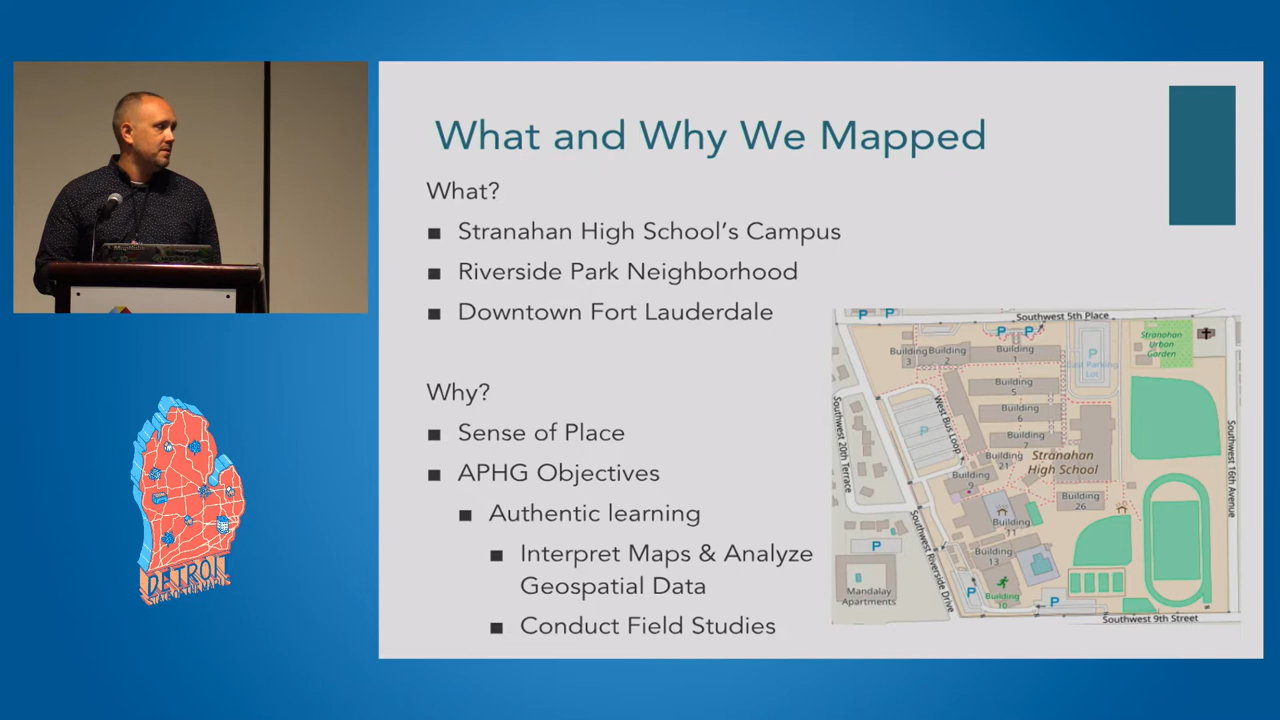 What and Why We Mapped
What?
■ Stranahan High School's Campus
■ Riverside Park Neighborhood
■ Downtown Fort Lauderdale
Why?
■ Sense of Place
■ APHG Objectives
■ Authentic learning
■ Interpret Maps & Analyze
Geospatial Data
■ Conduct Field Studies
Southwest 5th Place
P P
P P
Stranahan
Urban
Garden
Building
3
Building
2
Building
1
P
East Parking
Lot
Building
5
Building
6
Building
7
West Bus Loop
P
Southwest 20th Terrace
Building
21
Stranahan
High School
Southwest 16th Avenue
Building
9
Building
26
Building
11
Southwest Riverside Drive
P
Building
13
Mandalay
Apartments
Building
10
P
P
Southwest 9th Street
DETROIT